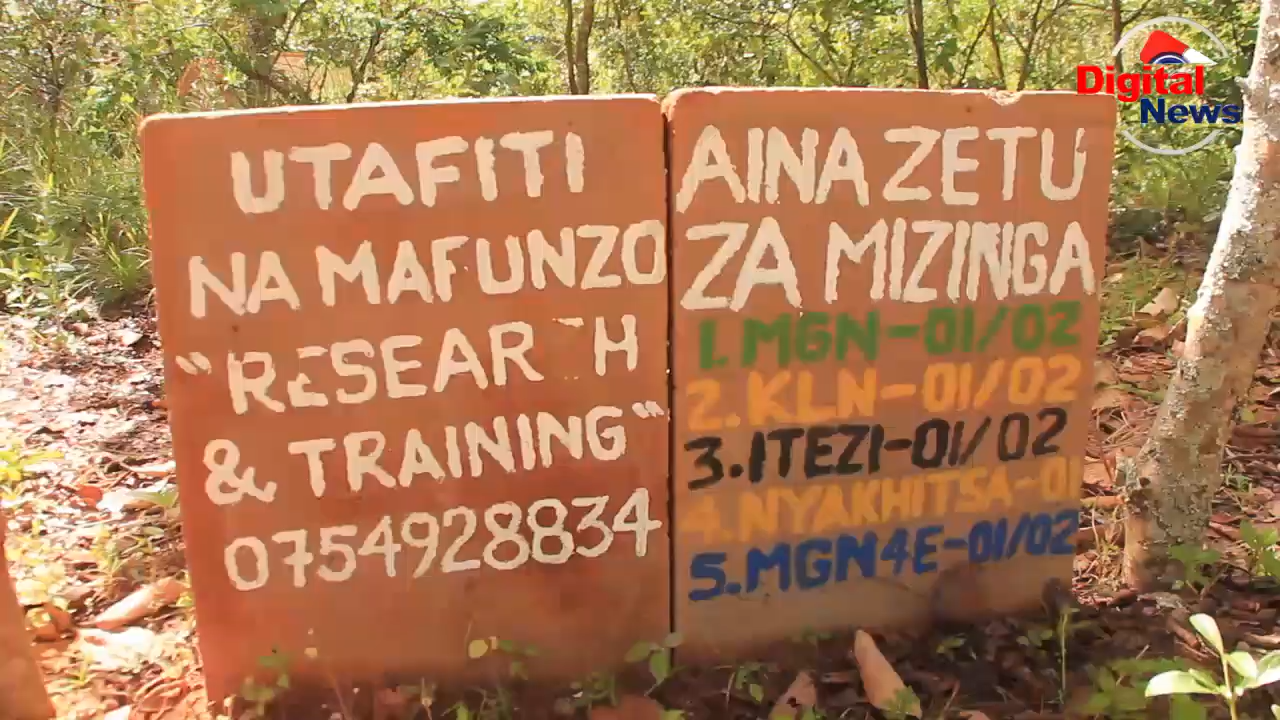 UTAFITI
NA MAFUNZO
"RESEAR H
& TRAINING"
0754928834
AINA ZETU
ZA MIZINGA
1. MGN-01/02
2. KLN-01/02
3. ITEZI-01/02
4. NYAKHITSA-01
5. MGN4E-01/02
Digital
News